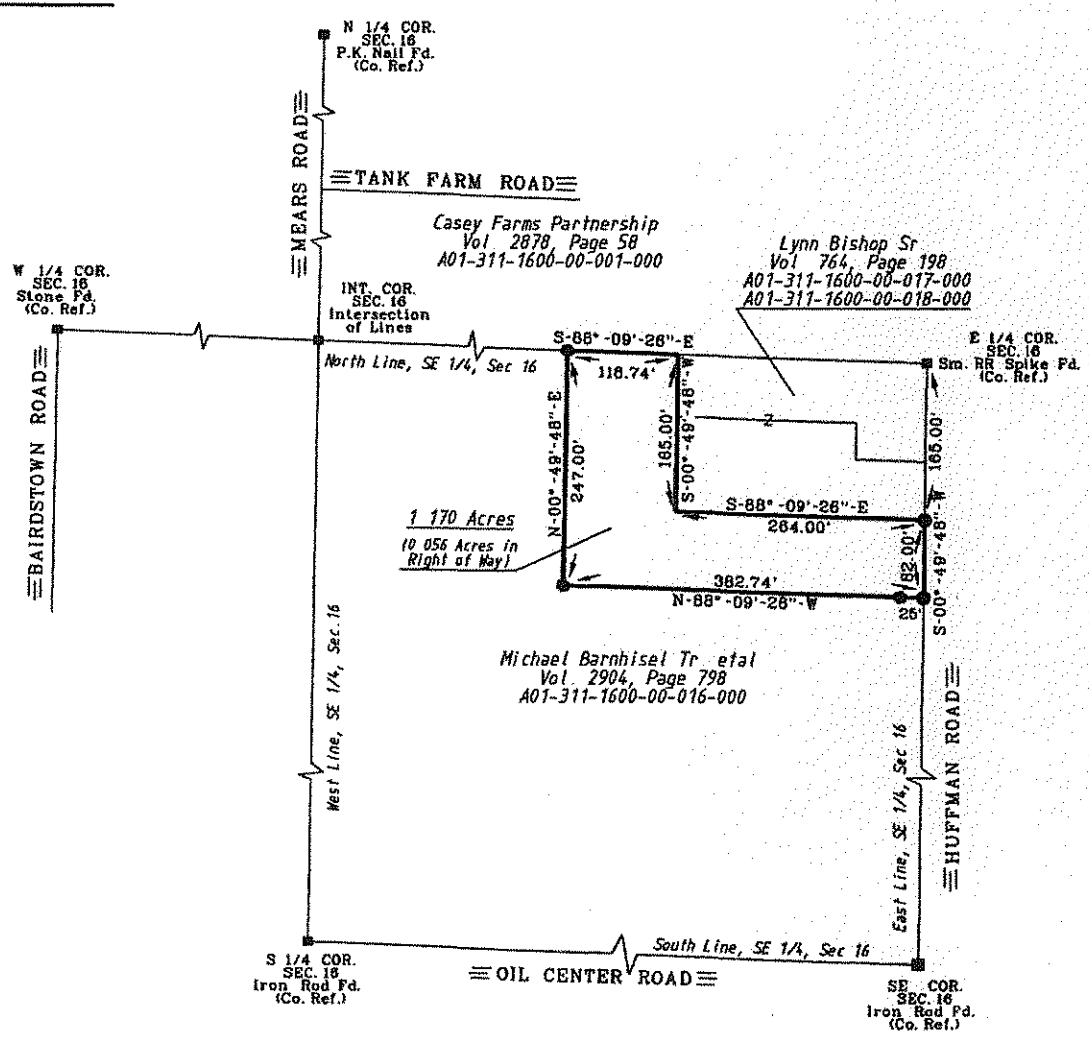 N 1/4 COR.
SEC. 16
P.K. Nail Fd.
(Co. Ref.)
≡MEARS ROAD≡
≡TANK FARM ROAD≡
Casey Farms Partnership
Vol 2878, Page 58
A01-311-1600-00-001-000
Lynn Bishop Sr
Vol 764, Page 198
A01-311-1600-00-017-000
A01-311-1600-00-018-000
W 1/4 COR.
SEC. 16
Stone Fd.
(Co. Ref.)
INT. COR.
SEC. 16
Intersection
of Lines
North Line, SE 1/4, Sec 16
S-88°-09'-26"-E
116.74'
E 1/4 COR.
SEC. 16
Sm. RR Spike Fd.
(Co. Ref.)
≡BAIRDSTOWN ROAD≡
N-00°-49'-48"-E
247.00'
165.00'
S-00°-49'-48"-W
2
165.00'
S-88°-09'-26"-E
264.00'
1 170 Acres
(0 056 Acres in
Right of Way)
82.00'
S-00°-49'-48"-W
382.74'
N-88°-09'-26"-W
25'
Michael Barnhisel Tr etal
Vol 2904, Page 798
A01-311-1600-00-016-000
West Line, SE 1/4, Sec. 16
East Line, SE 1/4, Sec 16
≡HUFFMAN ROAD≡
S 1/4 COR.
SEC. 16
Iron Rod Fd.
(Co. Ref.)
South Line, SE 1/4, Sec 16
≡OIL CENTER ROAD≡
SE COR.
SEC. 16
Iron Rod Fd.
(Co. Ref.)